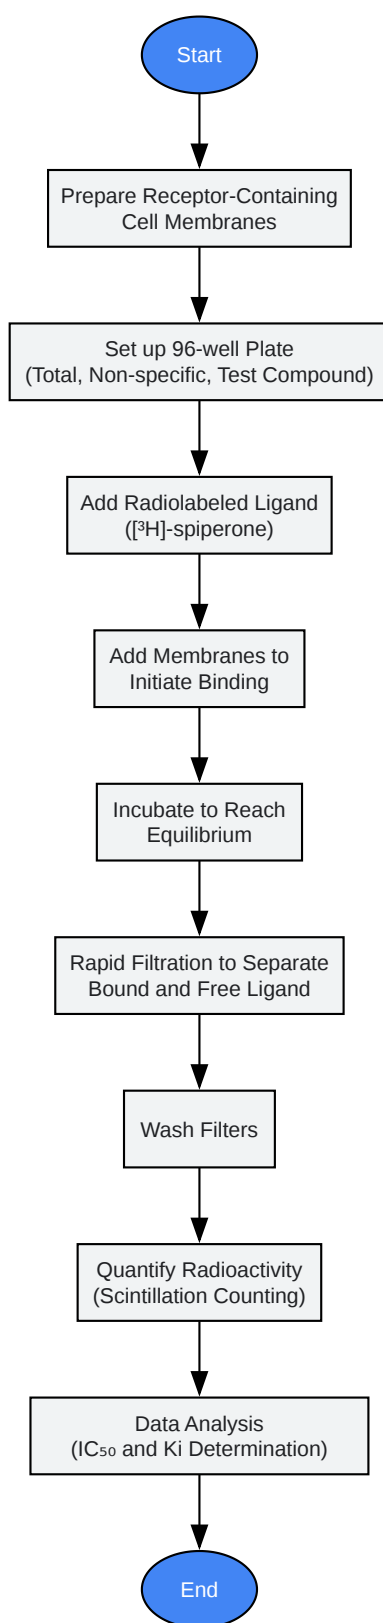 Start
Prepare Receptor-Containing
Cell Membranes
Set up 96-well Plate
(Total, Non-specific, Test Compound)
Add Radiolabeled Ligand
([³H]-spiperone)
Add Membranes to
Initiate Binding
Incubate to Reach
Equilibrium
Rapid Filtration to Separate
Bound and Free Ligand
Wash Filters
Quantify Radioactivity
(Scintillation Counting)
Data Analysis
(IC₅₀ and Ki Determination)
End